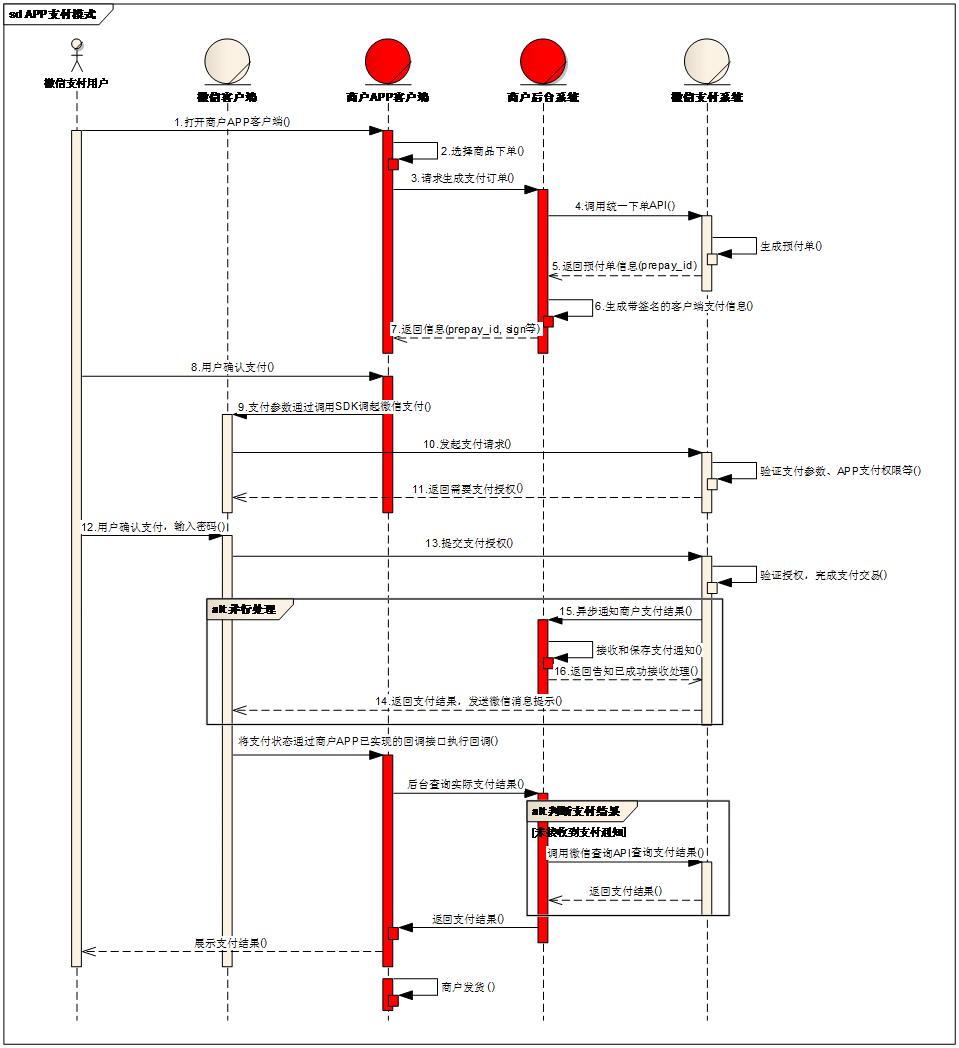 sd APP支付模式
微信支付用户
微信客户端
商户APP客户端
商户后台系统
微信支付系统
1.打开商户APP客户端()
2.选择商品下单()
3.请求生成支付订单()
4.调用统一下单API()
生成预付单()
5.返回预付单信息(prepay_id)
6.生成带签名的客户端支付信息()
7.返回信息(prepay_id, sign等)
8.用户确认支付()
9.支付参数通过调用SDK调起微信支付()
10.发起支付请求()
验证支付参数、APP支付权限等()
11.返回需要支付授权()
12.用户确认支付，输入密码()
13.提交支付授权()
验证授权，完成支付交易()
alt 并行处理
15.异步通知商户支付结果()
接收和保存支付通知()
16.返回告知已成功接收处理()
14.返回支付结果，发送微信消息提示()
将支付状态通过商户APP已实现的回调接口执行回调()
后台查询实际支付结果()
alt 判断支付结果
[未接收到支付通知]
调用微信查询API查询支付结果()
返回支付结果()
返回支付结果()
展示支付结果()
商户发货()